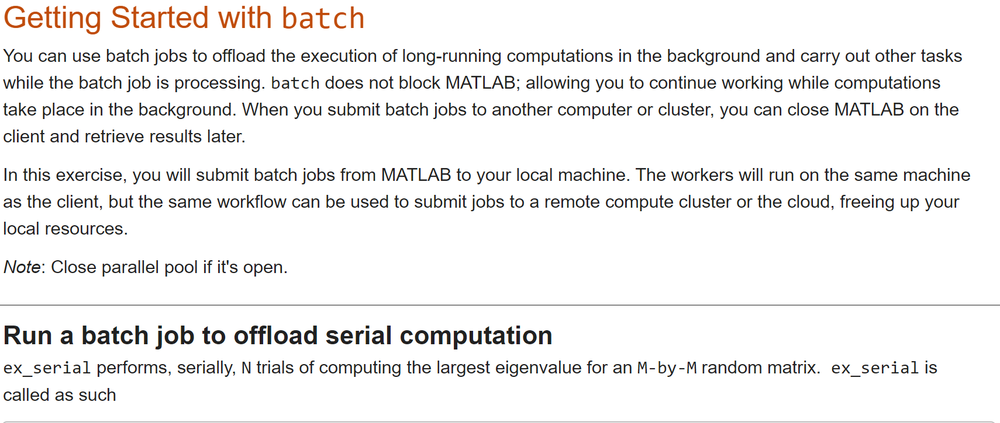 Getting Started with batch
You can use batch jobs to offload the execution of long-running computations in the background and carry out other tasks
while the batch job is processing. batch does not block MATLAB; allowing you to continue working while computations
take place in the background. When you submit batch jobs to another computer or cluster, you can close MATLAB on the
client and retrieve results later.
In this exercise, you will submit batch jobs from MATLAB to your local machine. The workers will run on the same machine
as the client, but the same workflow can be used to submit jobs to a remote compute cluster or the cloud, freeing up your
local resources.
Note: Close parallel pool if it's open.
Run a batch job to offload serial computation
ex_serial performs, serially, N trials of computing the largest eigenvalue for an M-by-M random matrix. ex_serial is
called as such